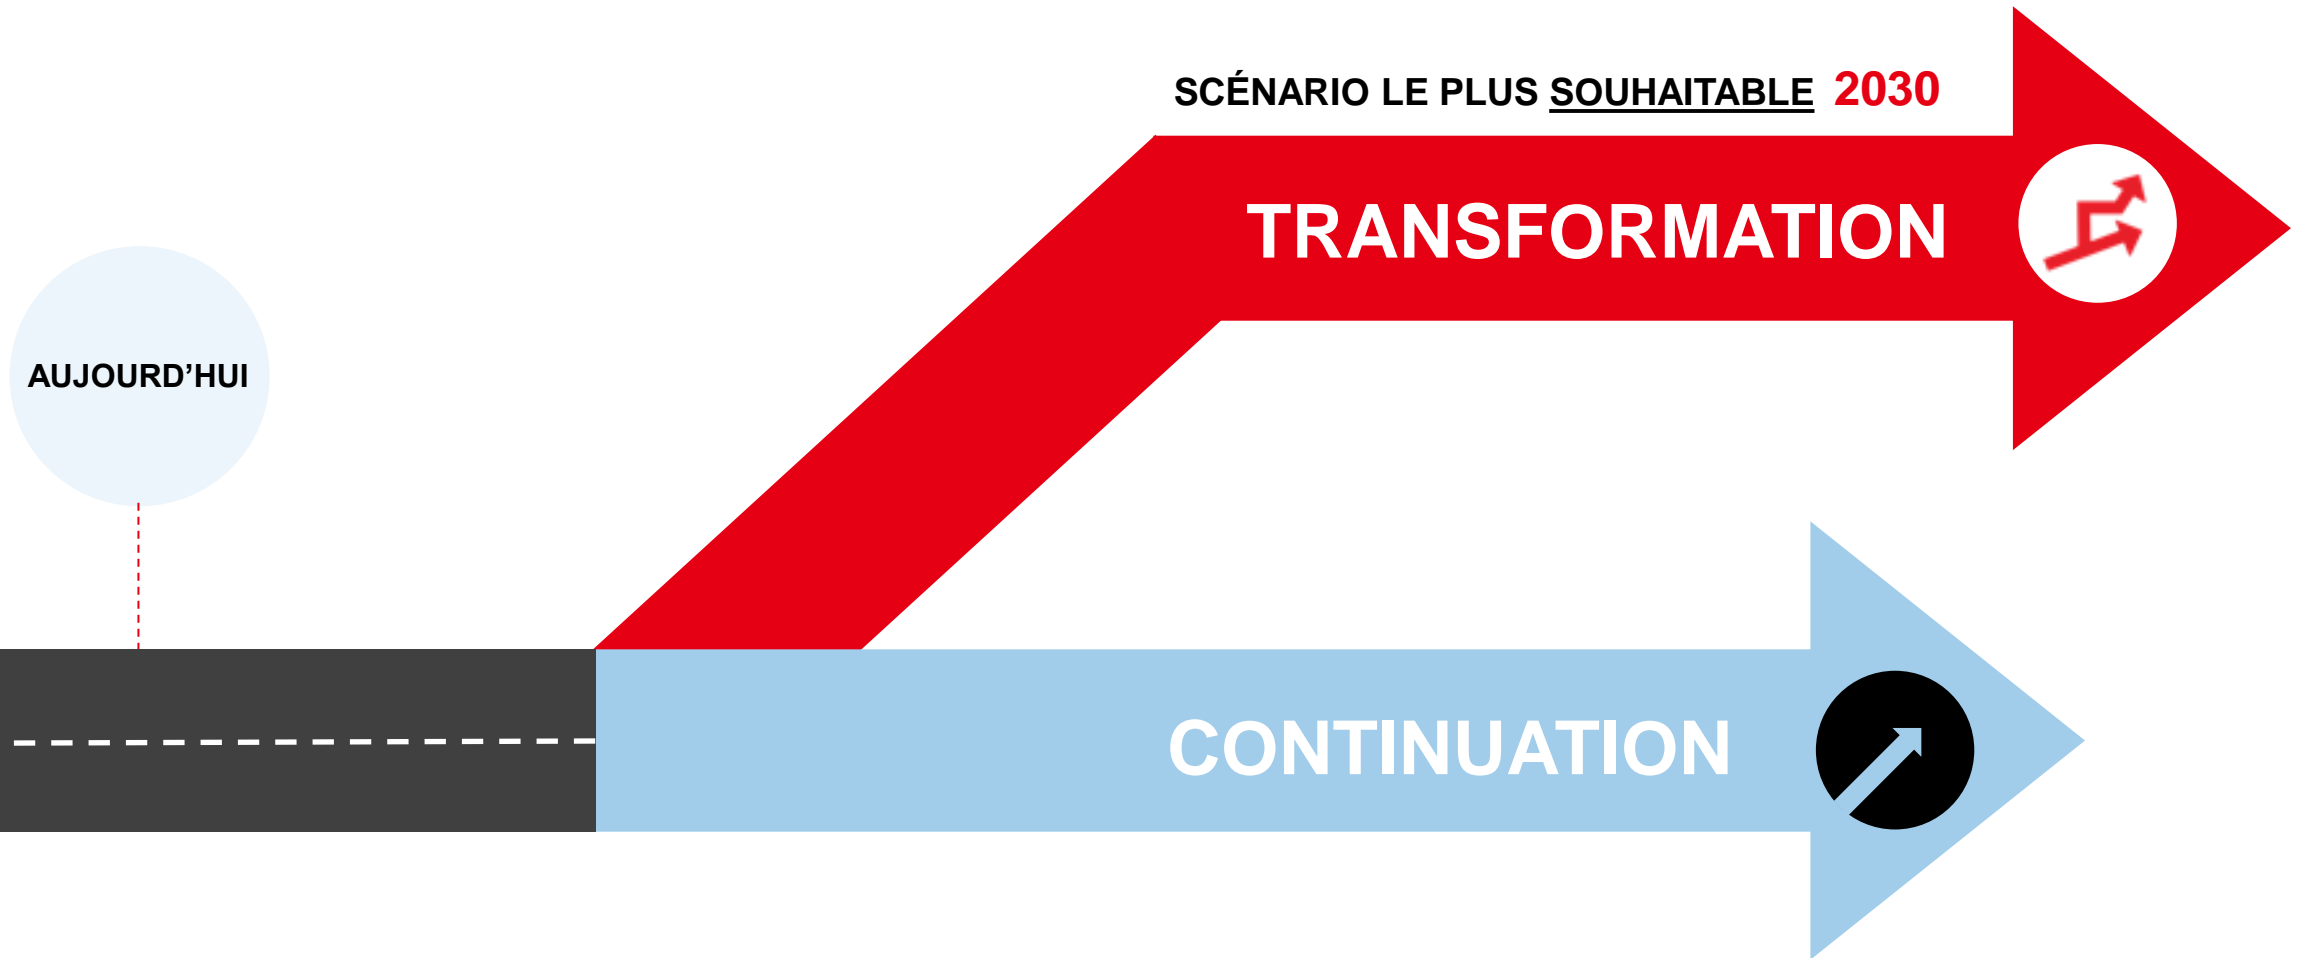 SCÉNARIO LE PLUS SOUHAITABLE 2030
TRANSFORMATION
AUJOURD’HUI
CONTINUATION